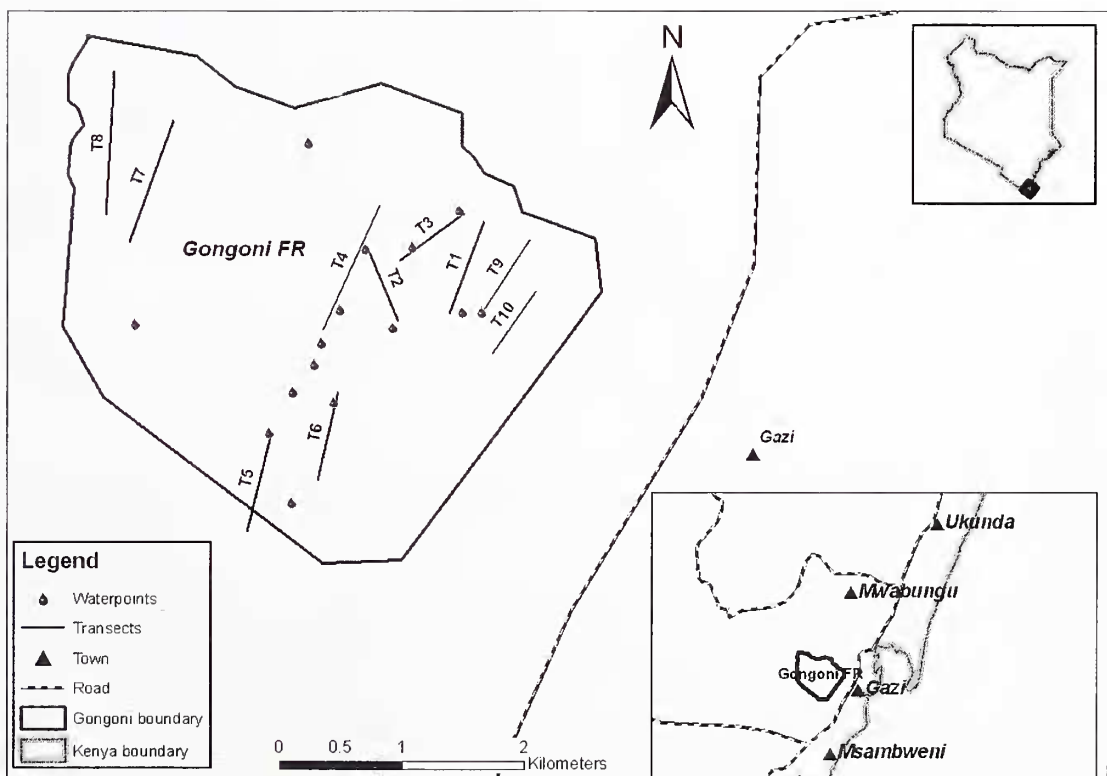 N
T8
T7
Gongoni FR
T4
T3
T2
T1
T9
T10
T6
T5
Gazi
Legend
Waterpoints
Transects
Town
Road
Gongoni boundary
Kenya boundary
0 0.5 1 2
Kilometers
Ukunda
Mwabungu
Gongoni FR
Gazi
Msambweni